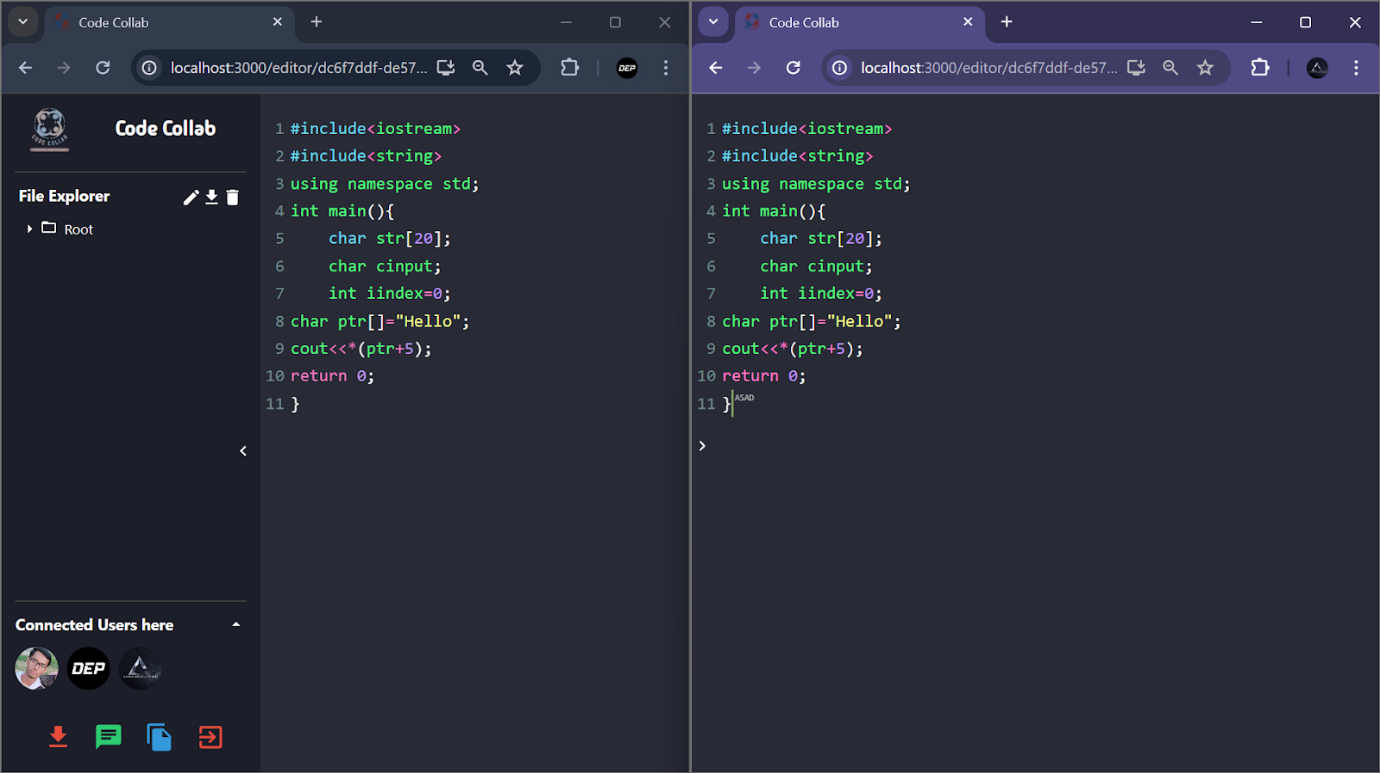 Code Collab
localhost:3000/editor/dc6f7ddf-de57...
DEP
CODE COLLAB
Code Collab
File Explorer
Root
1 #include<iostream>
2 #include<string>
3 using namespace std;
4 int main(){
5 char str[20];
6 char cinput;
7 int iindex=0;
8 char ptr[]="Hello";
9 cout<<*(ptr+5);
10 return 0;
11 }
Connected Users here
DEP
Code Collab
localhost:3000/editor/dc6f7ddf-de57...
1 #include<iostream>
2 #include<string>
3 using namespace std;
4 int main(){
5 char str[20];
6 char cinput;
7 int iindex=0;
8 char ptr[]="Hello";
9 cout<<*(ptr+5);
10 return 0;
11 }ASAD